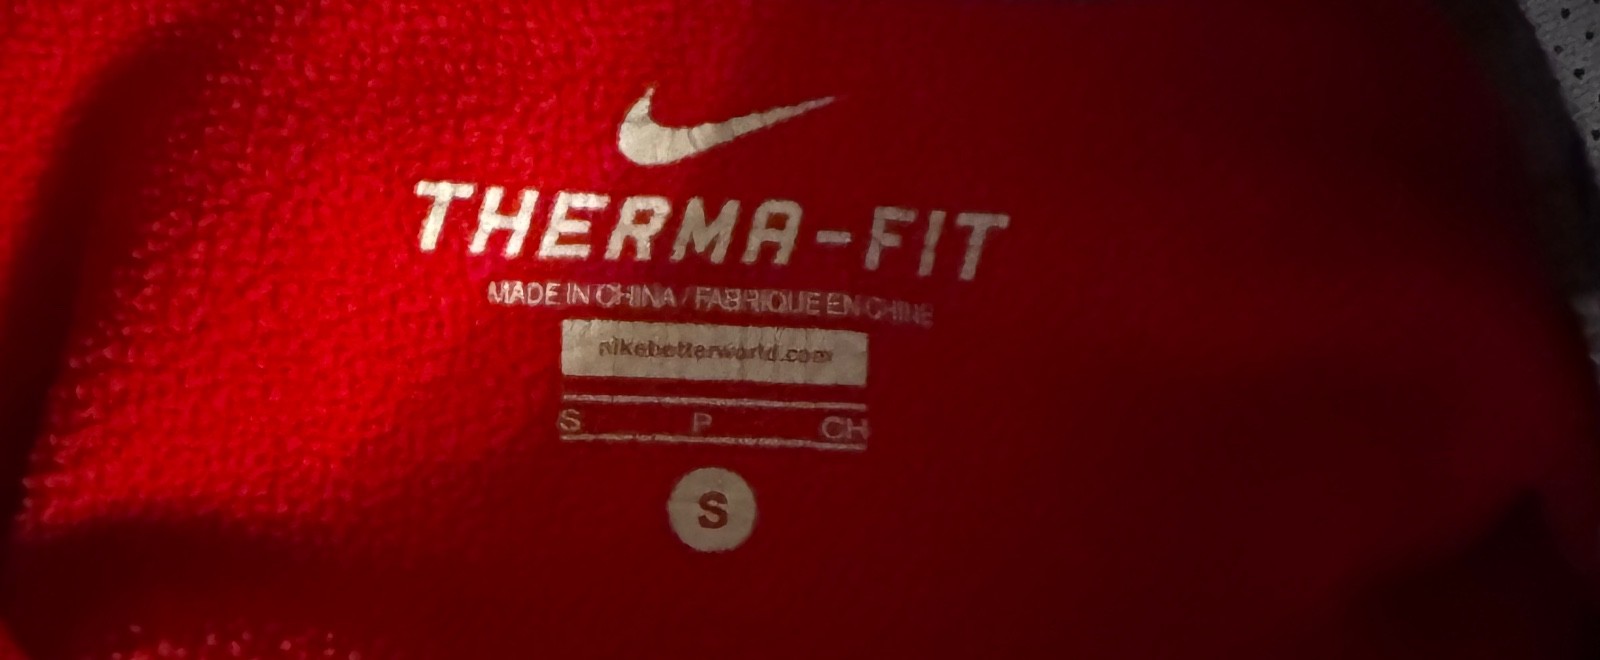 THERMA-FIT
MADE IN CHINA / FABRIQUE EN CHINE
nikebetterworld.com
S P CH
S